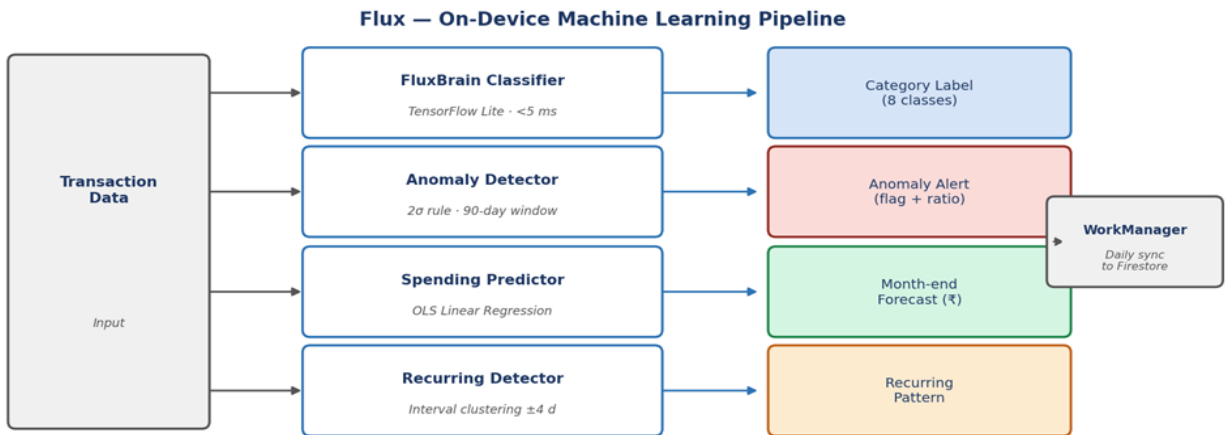 Flux — On-Device Machine Learning Pipeline
Transaction
Data
Input
FluxBrain Classifier
TensorFlow Lite · <5 ms
Category Label
(8 classes)
Anomaly Detector
2σ rule · 90-day window
Anomaly Alert
(flag + ratio)
Spending Predictor
OLS Linear Regression
Month-end
Forecast (₹)
Recurring Detector
Interval clustering ±4 d
Recurring
Pattern
WorkManager
Daily sync
to Firestore